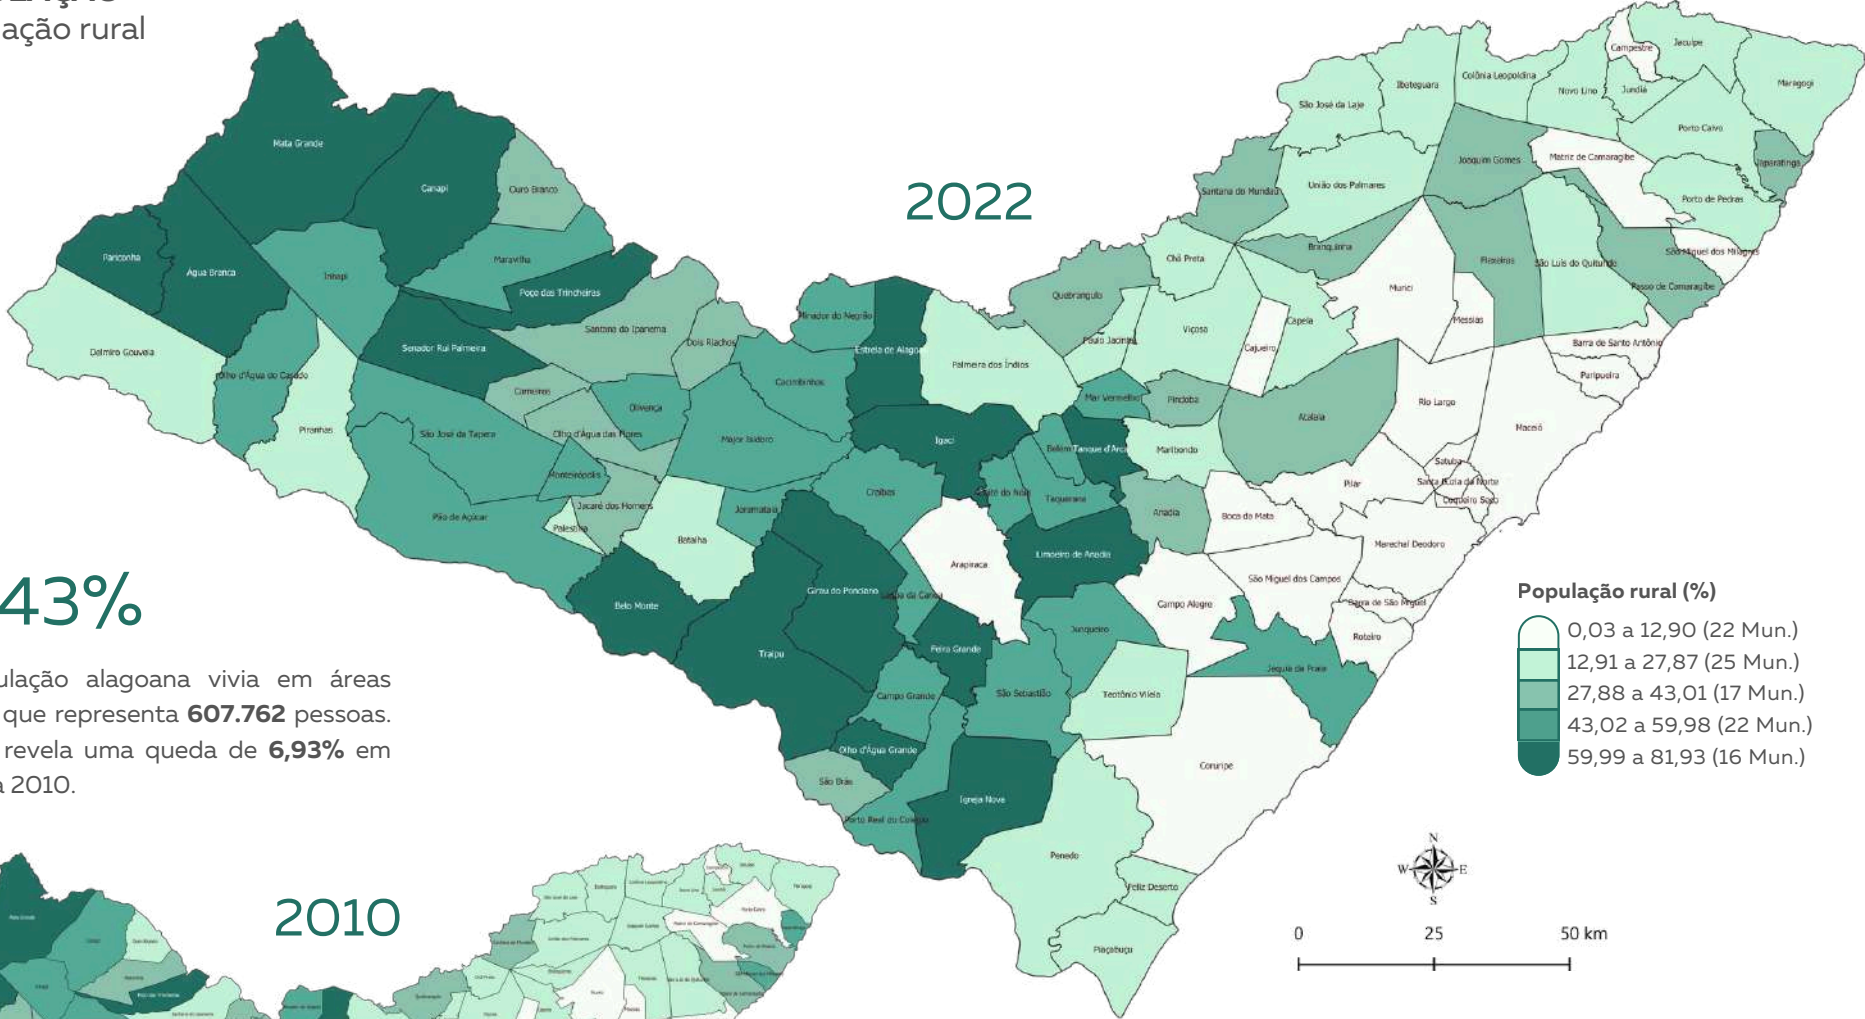 ação rural
2022
Mata Grande
Canapi
Ouro Branco
Pariconha
Água Branca
Inhapi
Maravilha
Poço das Trincheiras
Delmiro Gouveia
Olho d'Água do Casado
Piranhas
Senador Rui Palmeira
Santana do Ipanema
Dois Riachos
Carneiros
Olivença
Olho d'Água das Flores
São José da Tapera
Monteirópolis
Pão de Açúcar
Jacaré dos Homens
Palestina
Major Isidoro
Cacimbinhas
Minador do Negrão
Estrela de Alagoas
Palmeira dos Índios
Igaci
Craíbas
Jaramataia
Batalha
Belo Monte
Traipu
Girau do Ponciano
Lagoa da Canoa
Arapiraca
Feira Grande
Campo Grande
Olho d'Água Grande
São Brás
Porto Real do Colégio
Igreja Nova
São Sebastião
Junqueiro
Teotônio Vilela
Limoeiro de Anadia
Taquarana
Coité do Nóia
Belém
Tanque d'Arca
Mar Vermelho
Maribondo
Pindoba
Anadia
Boca da Mata
Campo Alegre
São Miguel dos Campos
Jequiá da Praia
Coruripe
Penedo
Feliz Deserto
Piaçabuçu
Quebrangulo
Paulo Jacinto
Chã Preta
Viçosa
Cajueiro
Capela
Atalaia
Pilar
Marechal Deodoro
Barra de São Miguel
Roteiro
Santana do Mundaú
São José da Laje
Ibateguara
União dos Palmares
Branquinha
Murici
Messias
Rio Largo
Satuba
Santa Luzia do Norte
Coqueiro Seco
Maceió
Colônia Leopoldina
Novo Lino
Campestre
Jundiá
Jacuípe
Maragogi
Porto Calvo
Japaratinga
Joaquim Gomes
Matriz de Camaragibe
Porto de Pedras
Flexeiras
São Luís do Quitunde
São Miguel dos Milagres
Passo de Camaragibe
Barra de Santo Antônio
Paripueira
43%
ulação alagoana vivia em áreas
que representa 607.762 pessoas.
revela uma queda de 6,93% em
a 2010.
População rural (%)
0,03 a 12,90 (22 Mun.)
12,91 a 27,87 (25 Mun.)
27,88 a 43,01 (17 Mun.)
43,02 a 59,98 (22 Mun.)
59,99 a 81,93 (16 Mun.)
N
W E
S
0 25 50 km
2010